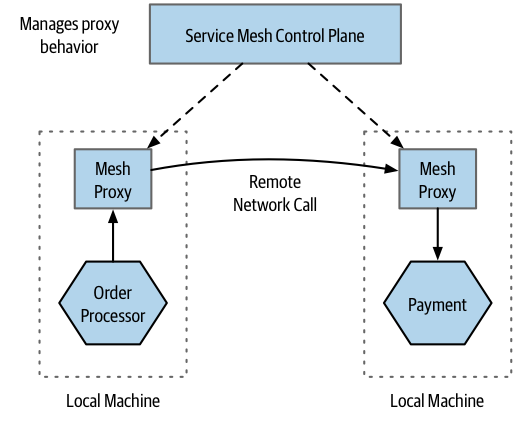 Manages proxy
behavior
Service Mesh Control Plane
Mesh
Proxy
Remote
Network Call
Mesh
Proxy
Order
Processor
Payment
Local Machine
Local Machine